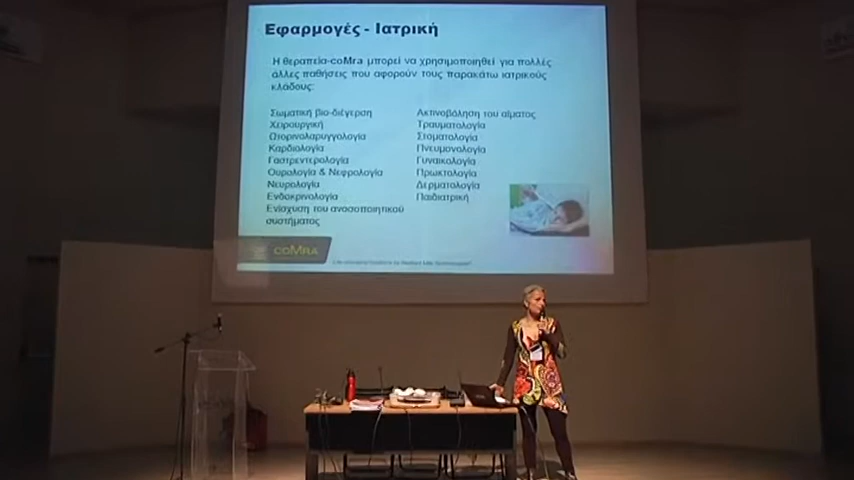 Εφαρμογές - Ιατρική
Η θεραπεία-coMra μπορεί να χρησιμοποιηθεί για πολλές
άλλες παθήσεις που αφορούν τους παρακάτω ιατρικούς
κλάδους:
Σωματική βιο-διέγερση
Χειρουργική
Ωτορινολαρυγγολογία
Καρδιολογία
Γαστρεντερολογία
Ουρολογία & Νεφρολογία
Νευρολογία
Ενδοκρινολογία
Ενίσχυση του ανοσοποιητικού
συστήματος
Ακτινοβόληση του αίματος
Τραυματολογία
Στοματολογία
Πνευμονολογία
Γυναικολογία
Πρωκτολογία
Δερματολογία
Παιδιατρική
coMRA